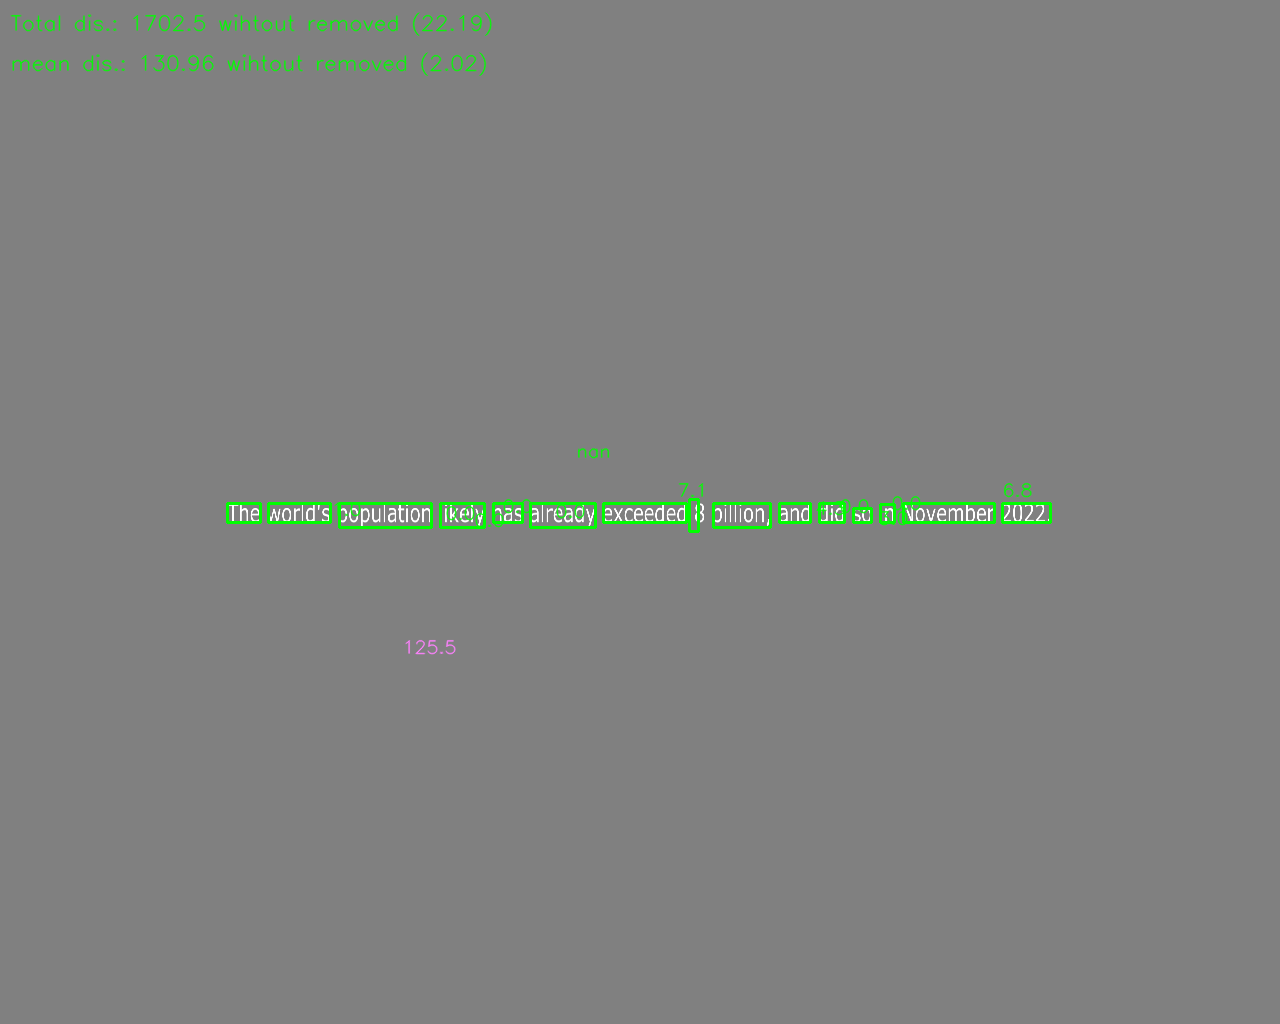 Total dis.: 1702.5 wihtout removed (22.19)
mean dis.: 130.96 wihtout removed (2.02)
nan
7.1 6.8
The world's population likely has already exceeded 8 billion, and did so in November 2022.
125.5